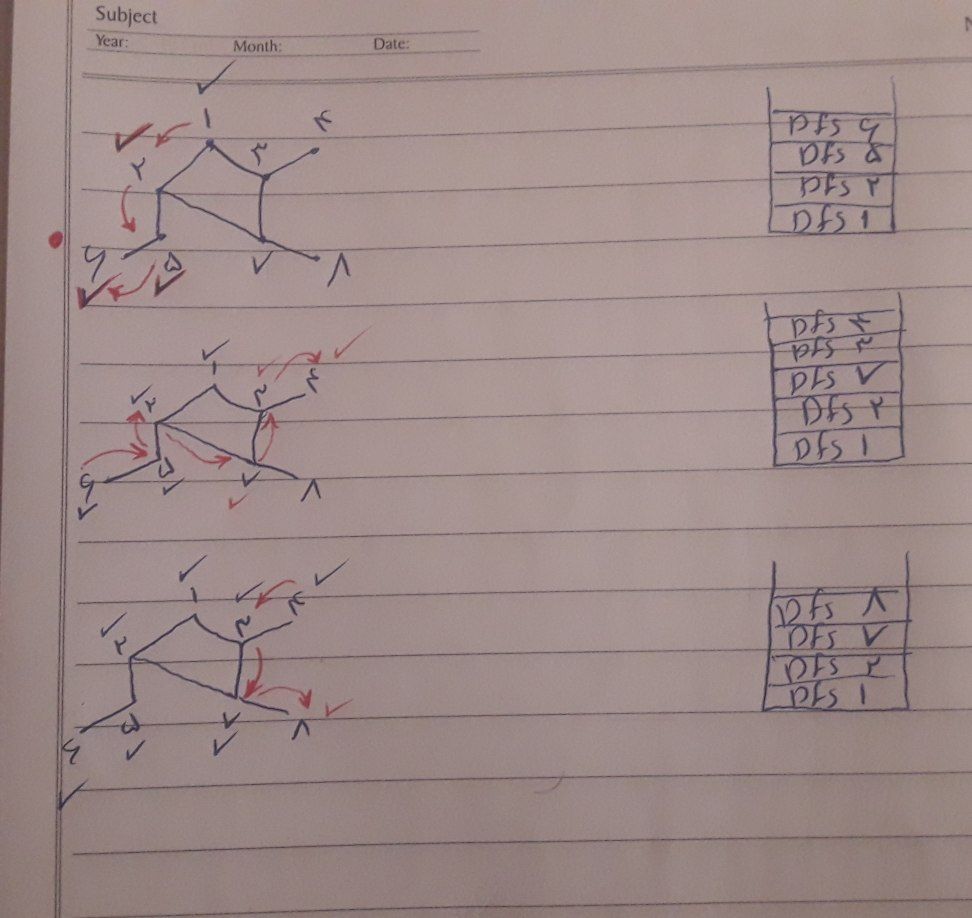 Subject
Year: Month: Date:
۱ ۴
۲ ۳
۶ ۵ ۷ ۸
Dfs ۶
Dfs ۵
Dfs ۲
Dfs ۱
۱
۲ ۳ ۴
۶ ۵ ۷ ۸
Dfs ۴
Dfs ۳
Dfs ۷
Dfs ۲
Dfs ۱
۱ ۴
۲ ۳
۶ ۵ ۷ ۸
Dfs ۸
Dfs ۷
Dfs ۲
Dfs ۱